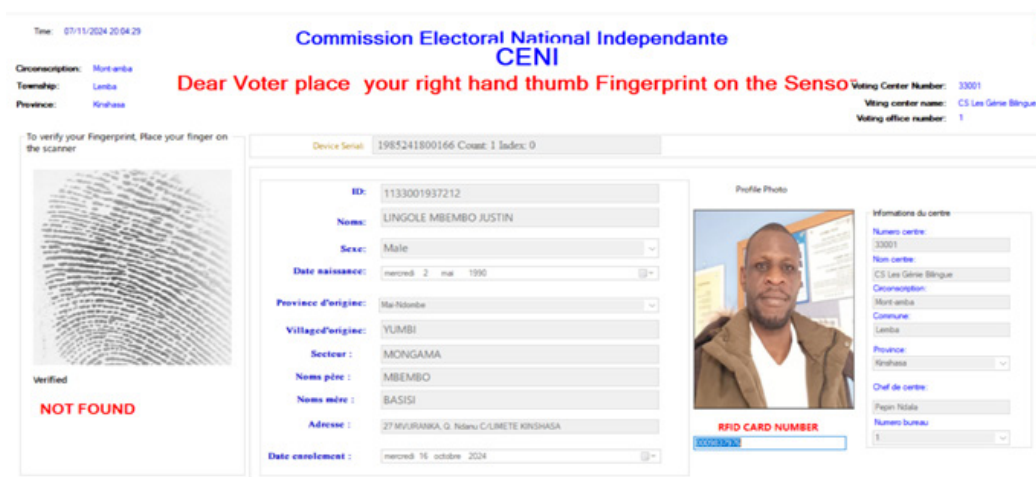 Time: 07/11/2024 20:04:29
Commission Electoral National Independante
CENI
Circonscription: Mont-amba
Township: Lemba
Province: Kinshasa
Dear Voter place your right hand thumb Fingerprint on the Senso
Voting Center Number: 33001
Viting center name: CS Les Génie Bilingue
Voting office number: 1
To verify your Fingerprint, Place your finger on
the scanner
Verified
NOT FOUND
Device Serial: 1985241800166 Count: 1 Index: 0
ID: 1133001937212
Noms: LINGOLE MBEMBO JUSTIN
Sexe: Male
Date naissance: mercredi 2 mai 1990
Province d'origine: Mai-Ndombe
Villaged'origine: YUMBI
Secteur : MONGAMA
Noms père : MBEMBO
Noms mère : BASISI
Adresse : 27 MVURANKA, Q. Ndanu C/LIMETE KINSHASA
Date enrolement : mercredi 16 octobre 2024
Profile Photo
RFID CARD NUMBER
Informations du centre
Numero centre:
33001
Nom centre:
CS Les Génie Bilingue
Circonscription:
Mont-amba
Commune:
Lemba
Province:
Kinshasa
Chef de centre:
Pepin Ndala
Numero bureau
1